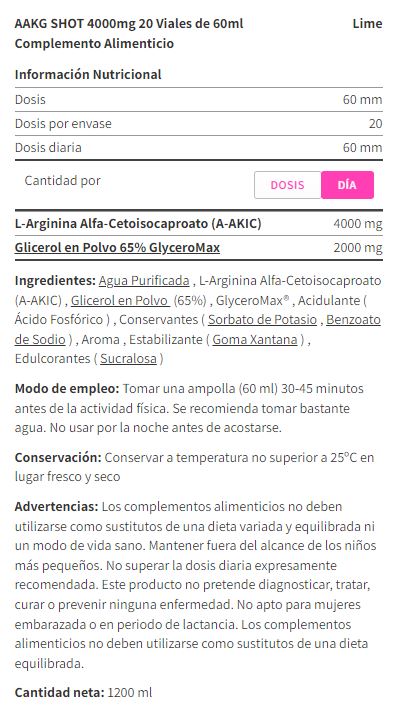 AAKG SHOT 4000mg 20 Viales de 60ml Lime
Complemento Alimenticio
Información Nutricional
Dosis 60 mm
Dosis por envase 20
Dosis diaria 60 mm
Cantidad por DOSIS DÍA
L-Arginina Alfa-Cetoisocaproato (A-AKIC) 4000 mg
Glicerol en Polvo 65% GlyceroMax 2000 mg
Ingredientes: Agua Purificada , L-Arginina Alfa-Cetoisocaproato
(A-AKIC) , Glicerol en Polvo (65%) , GlyceroMax® , Acidulante (
Ácido Fosfórico ) , Conservantes ( Sorbato de Potasio , Benzoato
de Sodio ) , Aroma , Estabilizante ( Goma Xantana ) ,
Edulcorantes ( Sucralosa )
Modo de empleo: Tomar una ampolla (60 ml) 30-45 minutos
antes de la actividad física. Se recomienda tomar bastante
agua. No usar por la noche antes de acostarse.
Conservación: Conservar a temperatura no superior a 25ºC en
lugar fresco y seco
Advertencias: Los complementos alimenticios no deben
utilizarse como sustitutos de una dieta variada y equilibrada ni
un modo de vida sano. Mantener fuera del alcance de los niños
más pequeños. No superar la dosis diaria expresamente
recomendada. Este producto no pretende diagnosticar, tratar,
curar o prevenir ninguna enfermedad. No apto para mujeres
embarazada o en periodo de lactancia. Los complementos
alimenticios no deben utilizarse como sustitutos de una dieta
equilibrada.
Cantidad neta: 1200 ml